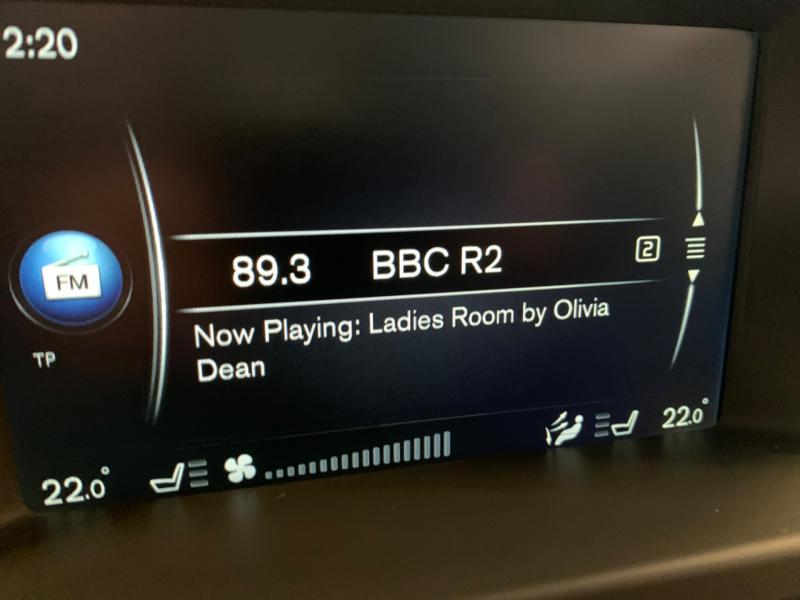 2:20
89.3 BBC R2 2
FM
Now Playing: Ladies Room by Olivia
Dean
TP
22.0° 22.0°